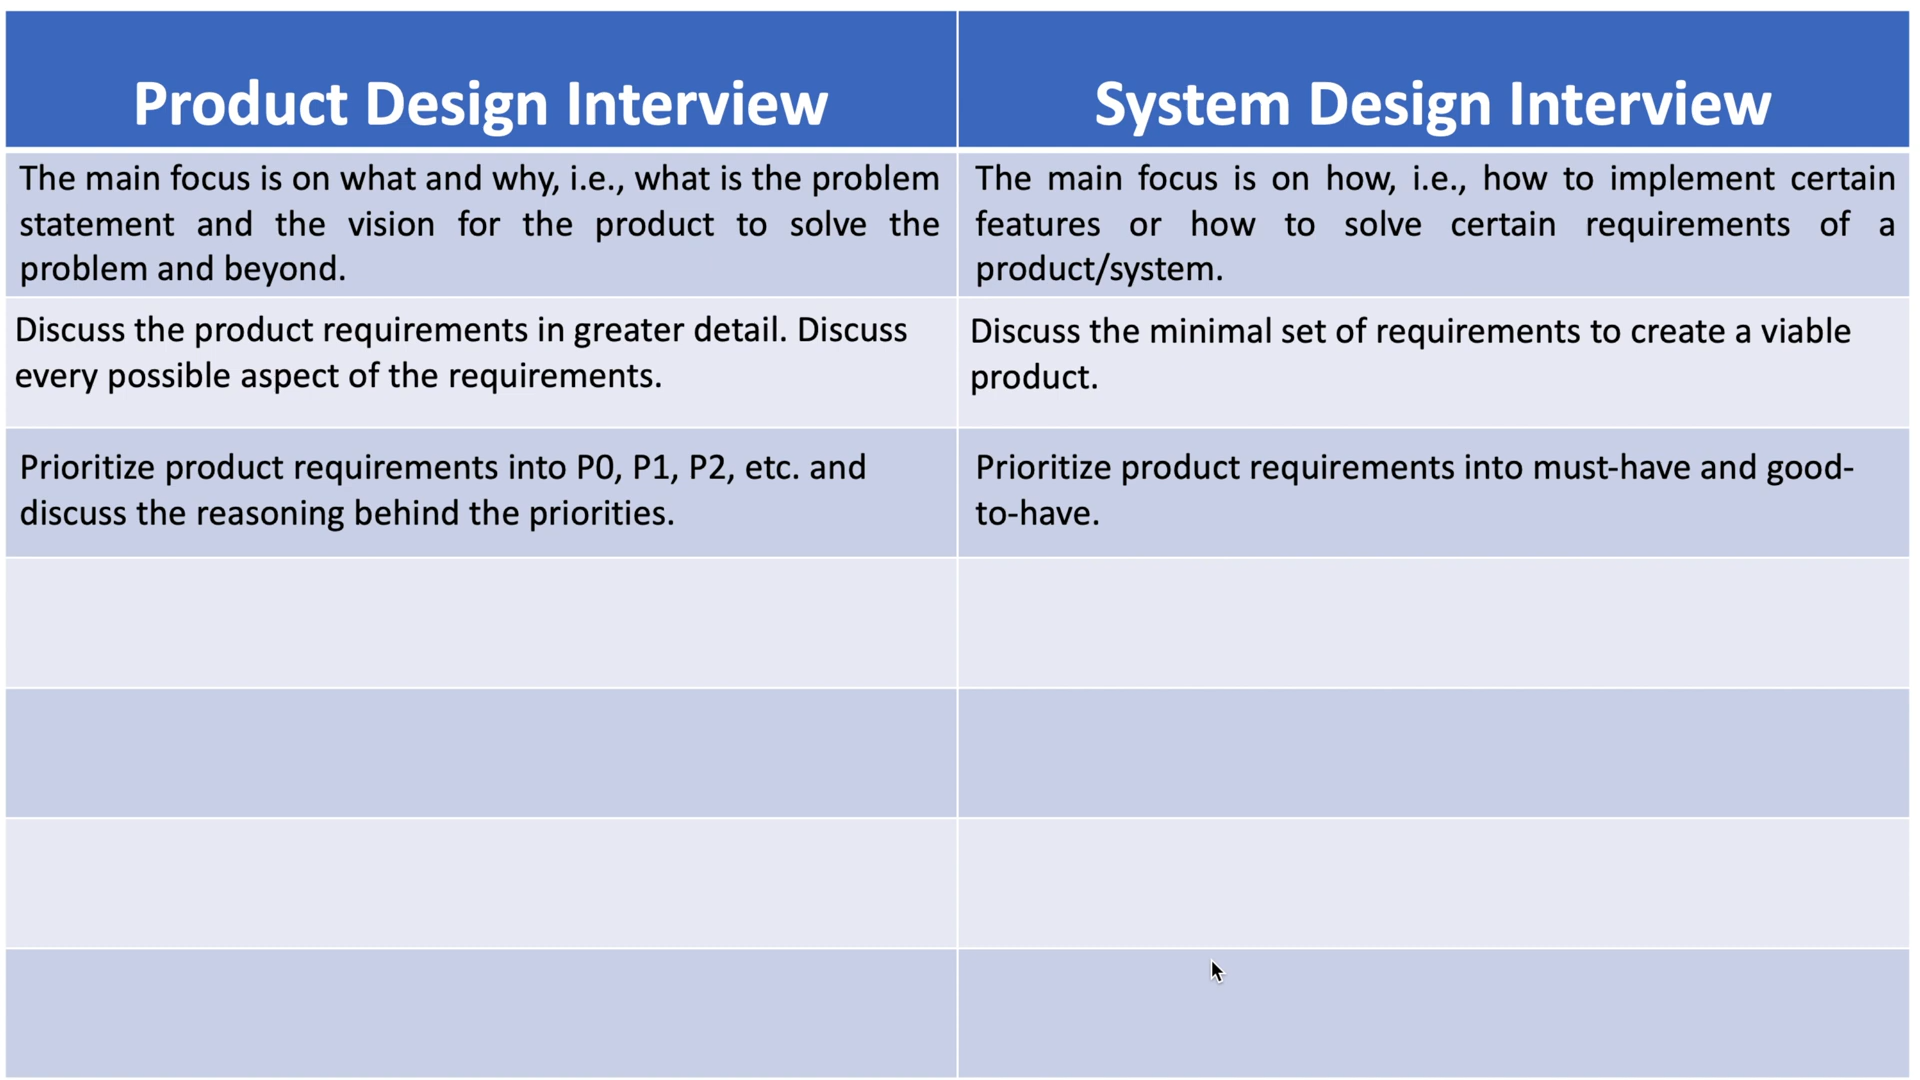 Product Design Interview
System Design Interview
The main focus is on what and why, i.e., what is the problem
statement and the vision for the product to solve the
problem and beyond.
The main focus is on how, i.e., how to implement certain
features or how to solve certain requirements of a
product/system.
Discuss the product requirements in greater detail. Discuss
every possible aspect of the requirements.
Discuss the minimal set of requirements to create a viable
product.
Prioritize product requirements into P0, P1, P2, etc. and
discuss the reasoning behind the priorities.
Prioritize product requirements into must-have and good-
to-have.